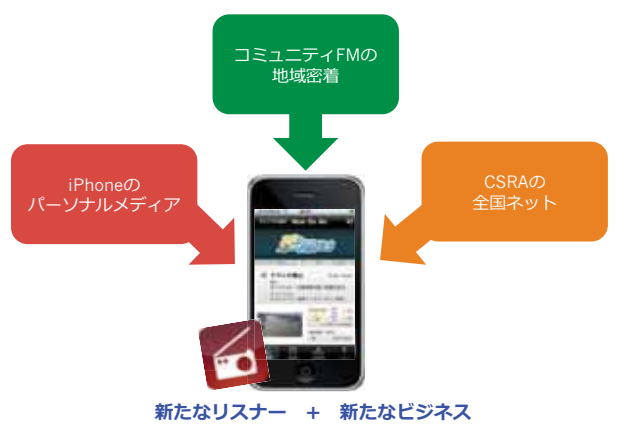 コミュニティFMの
地域密着
iPhoneの
パーソナルメディア
CSRAの
全国ネット
新たなリスナー + 新たなビジネス